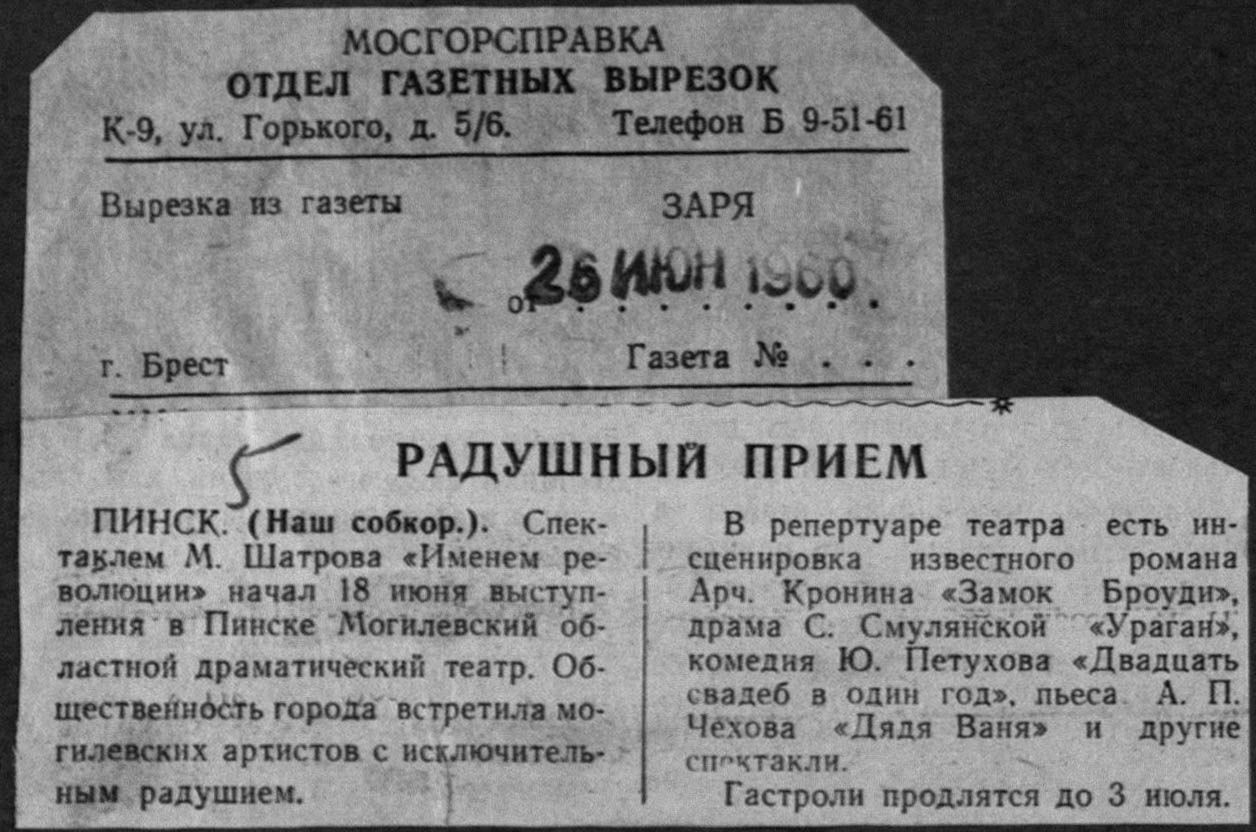 МОСГОРСПРАВКА
ОТДЕЛ ГАЗЕТНЫХ ВЫРЕЗОК
К-9, ул. Горького, д. 5/6. Телефон Б 9-51-61
Вырезка из газеты ЗАРЯ
от 26 ИЮН 1960 . . . . . . . .
г. Брест Газета № . . .
5
РАДУШНЫЙ ПРИЕМ
ПИНСК. (Наш собкор.). Спек-
таклем М. Шатрова «Именем ре-
волюции» начал 18 июня выступ-
ления в Пинске Могилевский об-
ластной драматический театр. Об-
щественность города встретила мо-
гилевских артистов с исключитель-
ным радушием.
В репертуаре театра есть ин-
сценировка известного романа
Арч. Кронина «Замок Броуди»,
драма С. Смулянской «Ураган»,
комедия Ю. Петухова «Двадцать
свадеб в один год», пьеса А. П.
Чехова «Дядя Ваня» и другие
спектакли.
Гастроли продлятся до 3 июля.